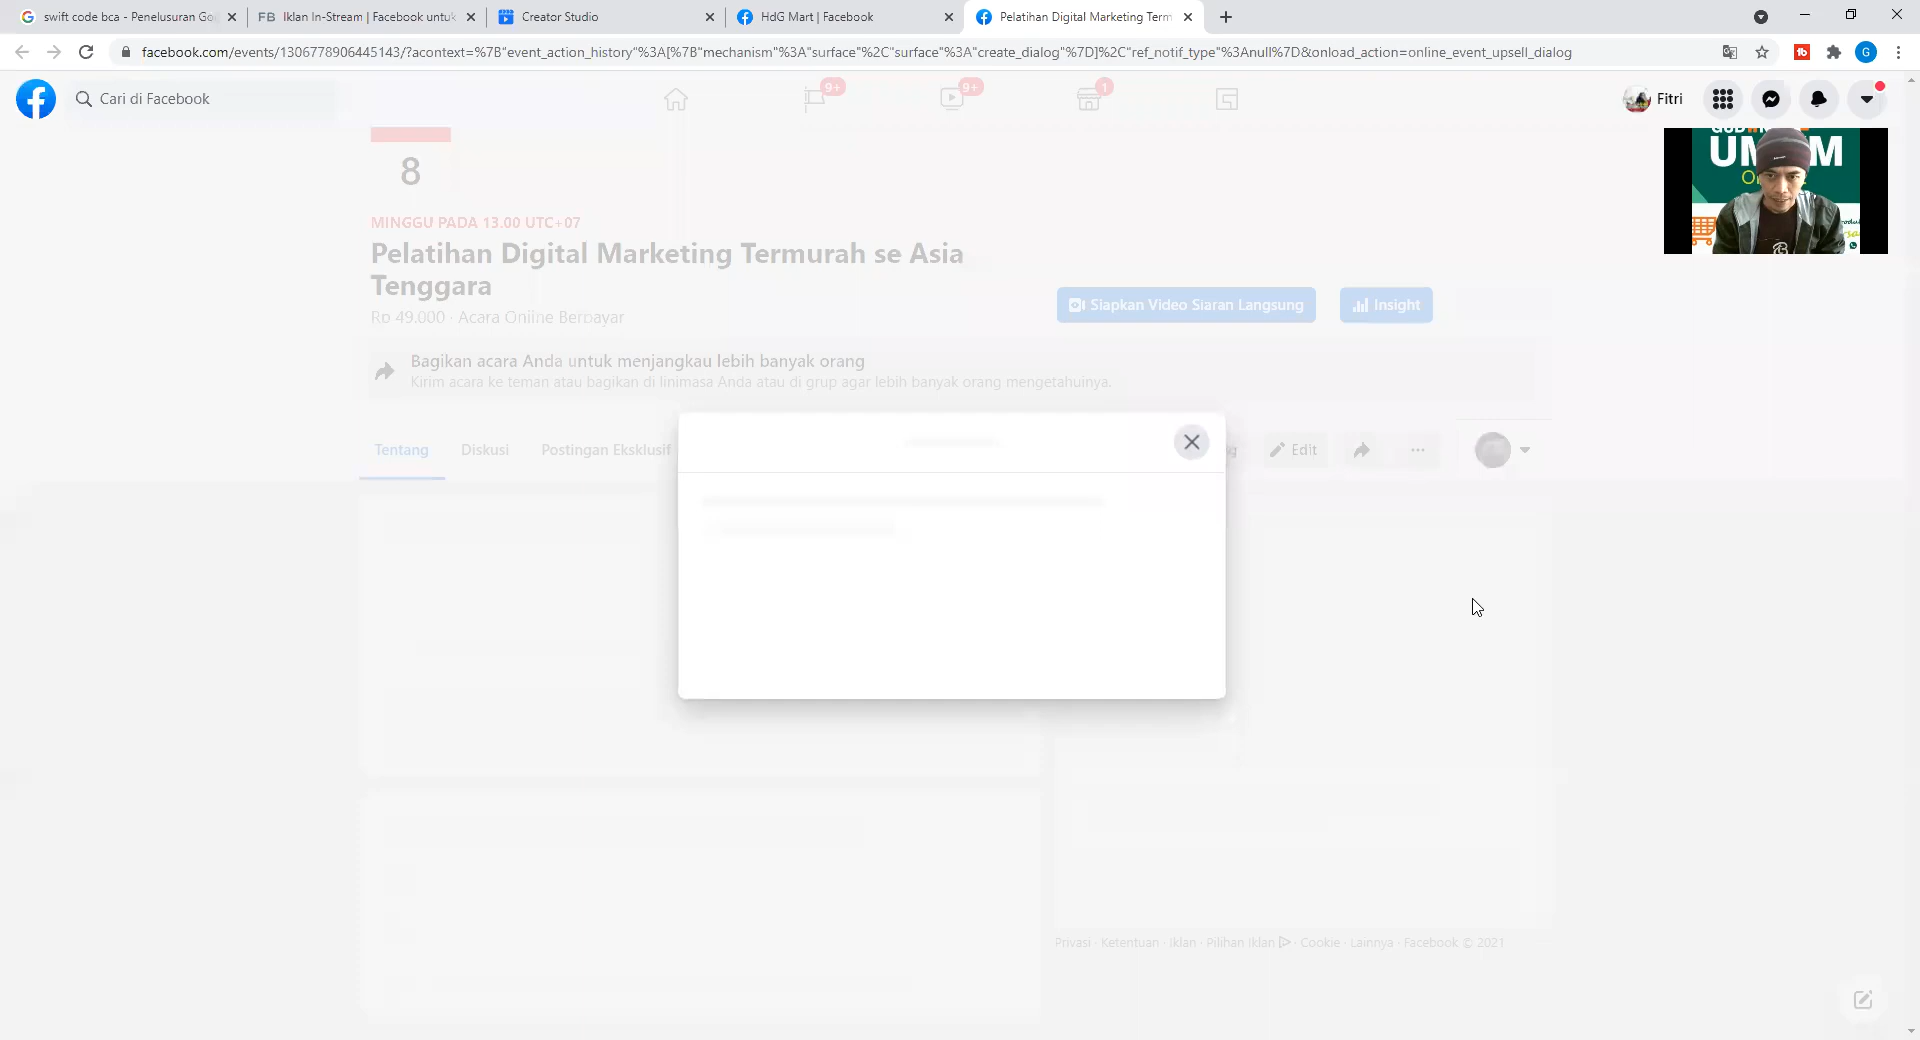 swift code bca - Penelusuran Go
Iklan In-Stream | Facebook untuk
Creator Studio
HdG Mart | Facebook
Pelatihan Digital Marketing Term
facebook.com/events/1306778906445143/?acontext=%7B"event_action_history"%3A[%7B"mechanism"%3A"surface"%2C"surface"%3A"create_dialog"%7D]%2C"ref_notif_type"%3Anull%7D&onload_action=online_event_upsell_dialog
G
Cari di Facebook
9+
9+
1
Fitri
8
MINGGU PADA 13.00 UTC+07
Pelatihan Digital Marketing Termurah se Asia
Tenggara
Rp 49.000 · Acara Online Berbayar
Siapkan Video Siaran Langsung
Insight
Bagikan acara Anda untuk menjangkau lebih banyak orang
Kirim acara ke teman atau bagikan di linimasa Anda atau di grup agar lebih banyak orang mengetahuinya.
Tentang
Diskusi
Postingan Eksklusif
Edit
Privasi · Ketentuan · Iklan · Pilihan Iklan · Cookie · Lainnya · Facebook © 2021